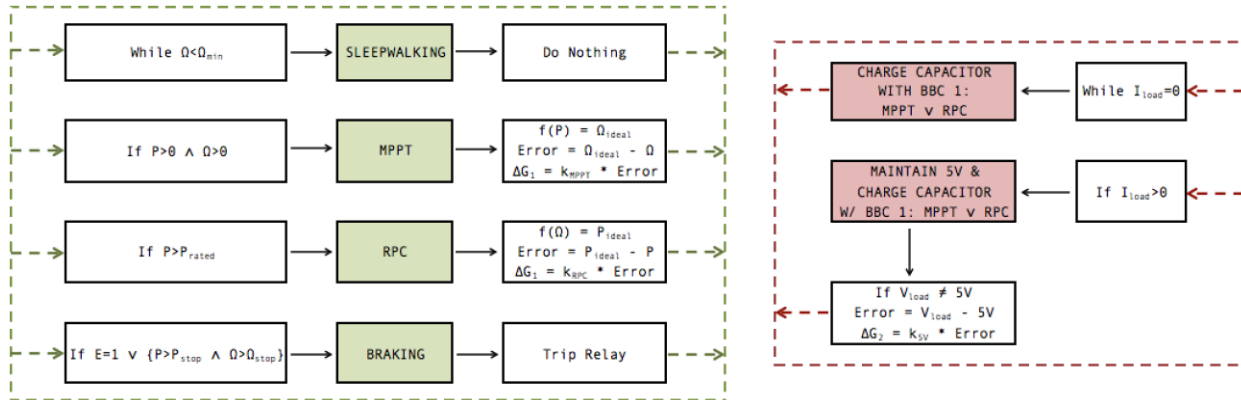 While Ω<Ωmin
SLEEPWALKING
Do Nothing
If P>0 ∧ Ω>0
MPPT
f(P) = Ωideal
Error = Ωideal - Ω
ΔG1 = kMPPT * Error
If P>Prated
RPC
f(Ω) = Pideal
Error = Pideal - P
ΔG1 = kRPC * Error
If E=1 ∨ {P>Pstop ∧ Ω>Ωstop}
BRAKING
Trip Relay
CHARGE CAPACITOR
WITH BBC 1:
MPPT ∨ RPC
While Iload=0
MAINTAIN 5V &
CHARGE CAPACITOR
W/ BBC 1: MPPT ∨ RPC
If Iload>0
If Vload ≠ 5V
Error = Vload - 5V
ΔG2 = k5V * Error